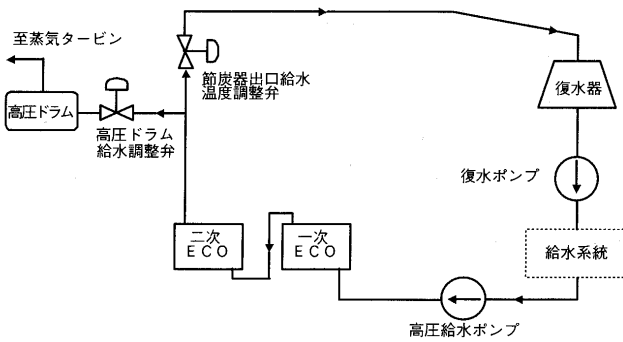 至蒸気タービン
節炭器出口給水
温度調整弁
復水器
高圧ドラム
高圧ドラム
給水調整弁
復水ポンプ
二次
ECO
一次
ECO
給水系統
高圧給水ポンプ